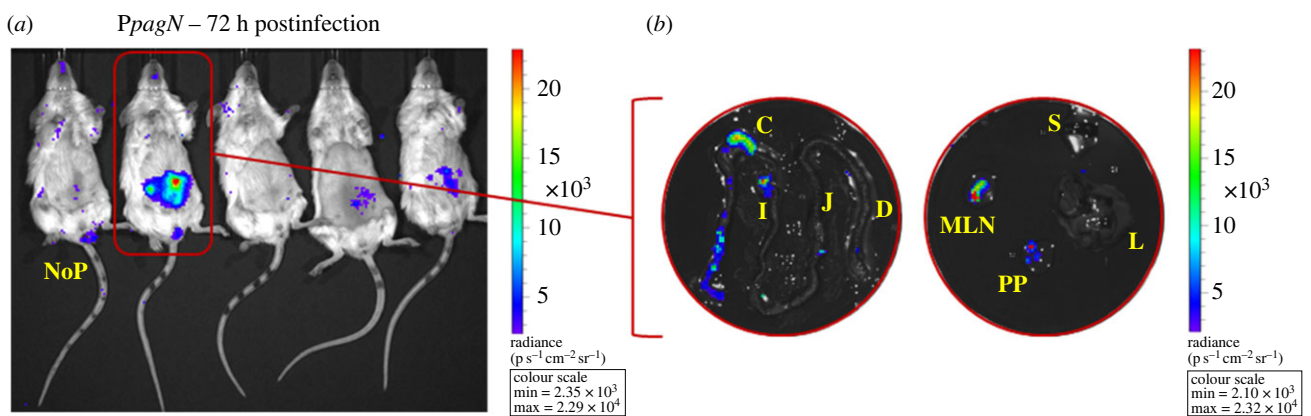 (a) PpagN – 72 h postinfection
NoP
20
15
×10³
10
5
radiance
(p s⁻¹ cm⁻² sr⁻¹)
colour scale
min = 2.35 × 10³
max = 2.29 × 10⁴
(b)
C
I
J
D
S
MLN
PP
L
20
15
×10³
10
5
radiance
(p s⁻¹ cm⁻² sr⁻¹)
colour scale
min = 2.10 × 10³
max = 2.32 × 10⁴